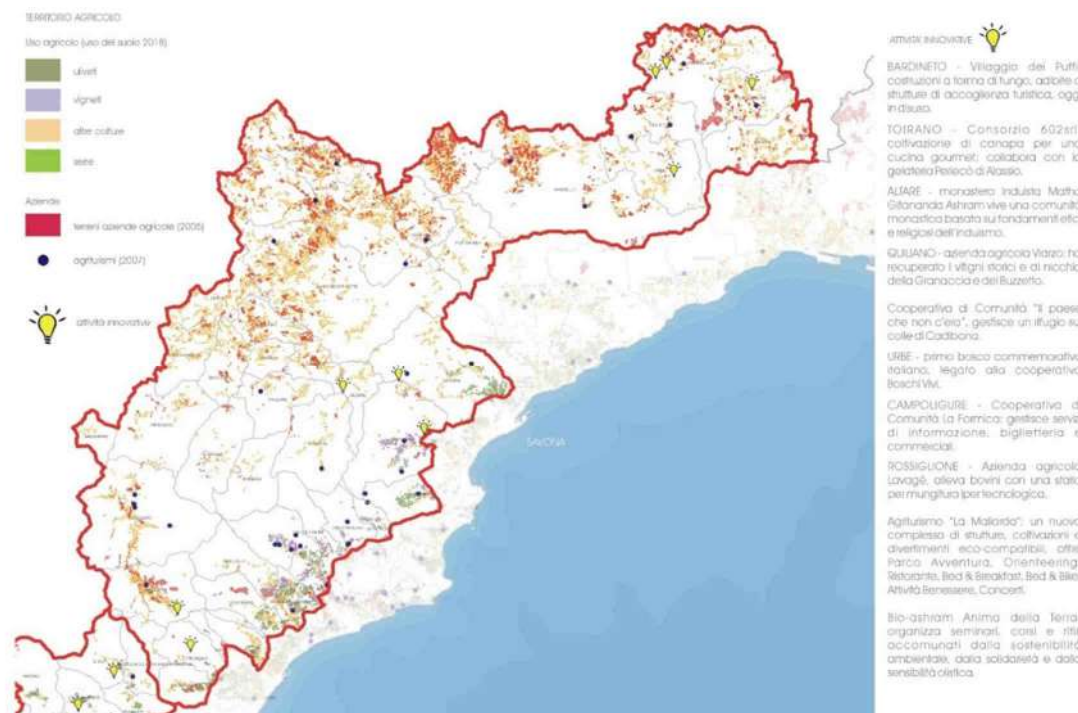 TERRITORIO AGRICOLO
Uso agricolo (uso del suolo 2018)
uliveti
vigneti
altre colture
serre
Aziende
terreni aziende agricole (2005)
agriturismi (2007)
attività innovative
SAVONA
ATTIVITA' INNOVATIVE
BARDINETO - Villaggio dei Puffi:
costruzioni a forma di fungo, adibite a
strutture di accoglienza turistica, oggi
in disuso.
TOIRANO - Consorzio 602srl:
coltivazione di canapa per una
cucina gourmet; collabora con la
gelateria Perlecò di Alassio.
ALTARE - monastero induista Matha
Gitananda Ashram vive una comunità
monastica basata su fondamenti etici
e religiosi dell'induismo.
QUILIANO - azienda agricola Viarzo: ha
recuperato i vitigni storici e di nicchia
della Granaccia e del Buzzetto.
Cooperativa di Comunità "Il paese
che non c'era", gestisce un rifugio sul
colle di Cadibona.
URBE - primo bosco commemorativo
italiano, legato alla cooperativa
Boschi Vivi.
CAMPOLIGURE - Cooperativa di
Comunità La Formica: gestisce servizi
di informazione, biglietteria e
commerciali.
ROSSIGLIONE - Azienda agricola
Lavagè, alleva bovini con una stalla
per mungitura ipertecnologica.
Agriturismo "La Mallarda": un nuovo
complesso di strutture, coltivazioni e
divertimenti eco-compatibili, offre
Parco Avventura, Orienteering,
Ristorante, Bed & Breakfast, Bed & Bike,
Attività Benessere, Concerti.
Bio-ashram Anima della Terra:
organizza seminari, corsi e ritiri
accomunati dalla sostenibilità
ambientale, dalla solidarietà e dalla
sensibilità olistica.